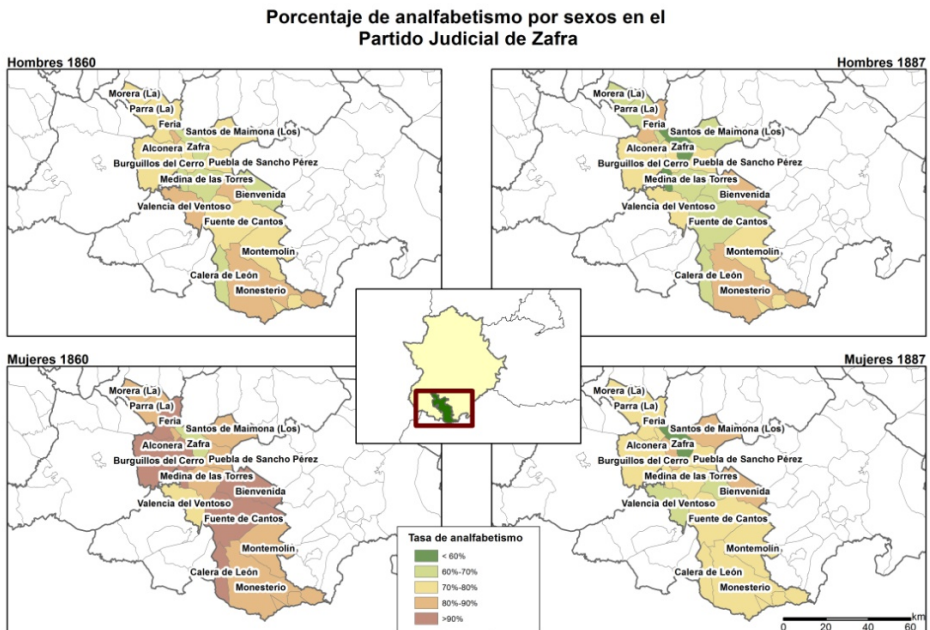 Porcentaje de analfabetismo por sexos en el
Partido Judicial de Zafra
Hombres 1860
Morera (La)
Parra (La)
Feria
Santos de Maimona (Los)
Alconera Zafra
Burguillos del Cerro Puebla de Sancho Pérez
Medina de las Torres
Bienvenida
Valencia del Ventoso
Fuente de Cantos
Montemolín
Calera de León
Monesterio
Hombres 1887
Morera (La)
Parra (La)
Feria
Santos de Maimona (Los)
Alconera Zafra
Burguillos del Cerro Puebla de Sancho Pérez
Medina de las Torres
Bienvenida
Valencia del Ventoso
Fuente de Cantos
Montemolín
Calera de León
Monesterio
Mujeres 1860
Morera (La)
Parra (La)
Feria
Santos de Maimona (Los)
Alconera Zafra
Burguillos del Cerro Puebla de Sancho Pérez
Medina de las Torres
Bienvenida
Valencia del Ventoso
Fuente de Cantos
Montemolín
Calera de León
Monesterio
Mujeres 1887
Morera (La)
Parra (La)
Feria
Santos de Maimona (Los)
Alconera Zafra
Burguillos del Cerro Puebla de Sancho Pérez
Medina de las Torres
Bienvenida
Valencia del Ventoso
Fuente de Cantos
Montemolín
Calera de León
Monesterio
Tasa de analfabetismo
< 60%
60%-70%
70%-80%
80%-90%
>90%
km
0 20 40 60